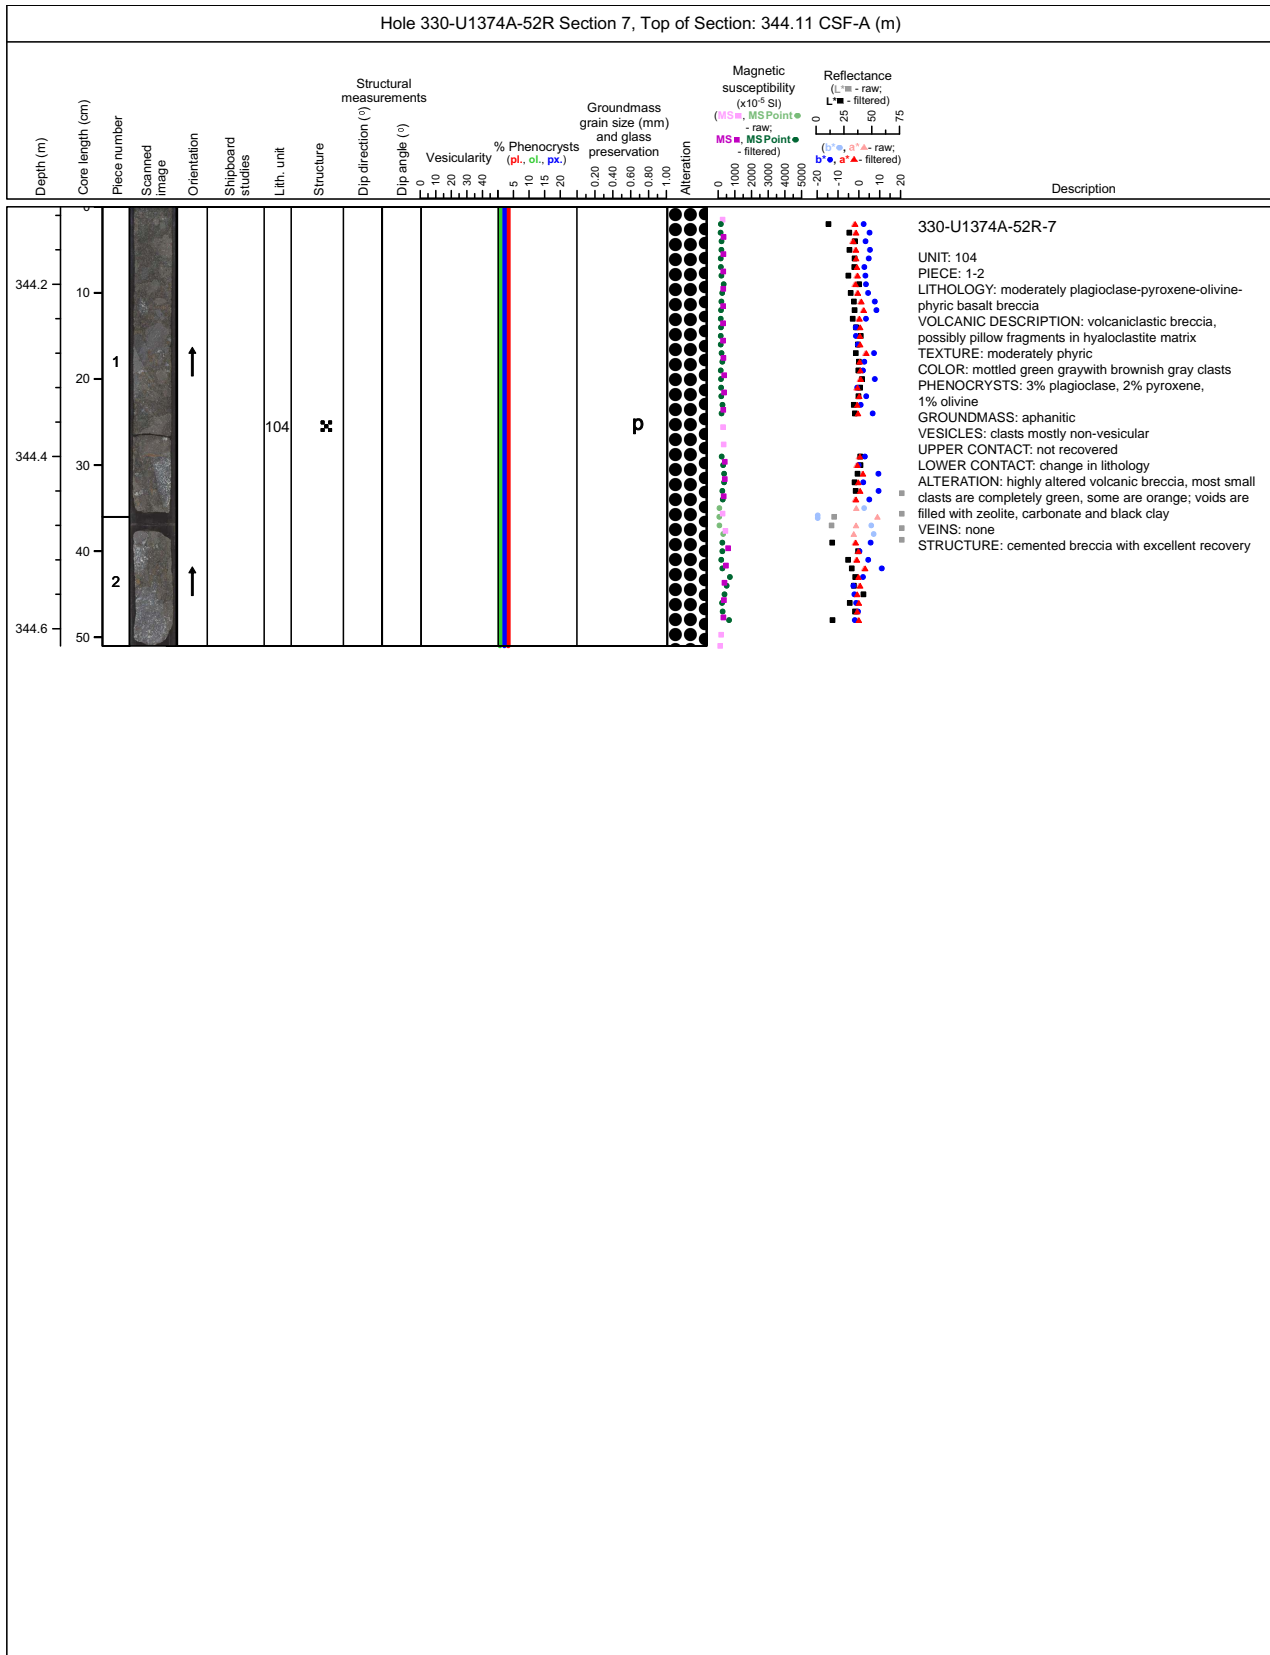 Hole 330-U1374A-52R Section 7, Top of Section: 344.11 CSF-A (m)
Depth (m)
Core length (cm)
Piece number
Scanned
image
Orientation
Shipboard
studies
Lith. unit
Structure
Structural
measurements
Dip direction (º)
Dip angle (º)
Vesicularity
0 10 20 30 40
% Phenocrysts
(pl., ol., px.)
5 10 15 20
Groundmass
grain size (mm)
and glass
preservation
0.20 0.40 0.60 0.80 1.00
Alteration
Magnetic
susceptibility
(x10-5 SI)
(MS■, MSPoint●
- raw;
MS■, MSPoint●
- filtered)
0 1000 2000 3000 4000 5000
Reflectance
(L*■ - raw;
L*■ - filtered)
0 25 50 75
(b*●, a*▲- raw;
b*●, a*▲- filtered)
-20 -10 0 10 20
Description
0
344.2
10
1
20
104
p
344.4
30
40
2
344.6
50
330-U1374A-52R-7
UNIT: 104
PIECE: 1-2
LITHOLOGY: moderately plagioclase-pyroxene-olivine-
phyric basalt breccia
VOLCANIC DESCRIPTION: volcaniclastic breccia,
possibly pillow fragments in hyaloclastite matrix
TEXTURE: moderately phyric
COLOR: mottled green graywith brownish gray clasts
PHENOCRYSTS: 3% plagioclase, 2% pyroxene,
1% olivine
GROUNDMASS: aphanitic
VESICLES: clasts mostly non-vesicular
UPPER CONTACT: not recovered
LOWER CONTACT: change in lithology
ALTERATION: highly altered volcanic breccia, most small
clasts are completely green, some are orange; voids are
filled with zeolite, carbonate and black clay
VEINS: none
STRUCTURE: cemented breccia with excellent recovery